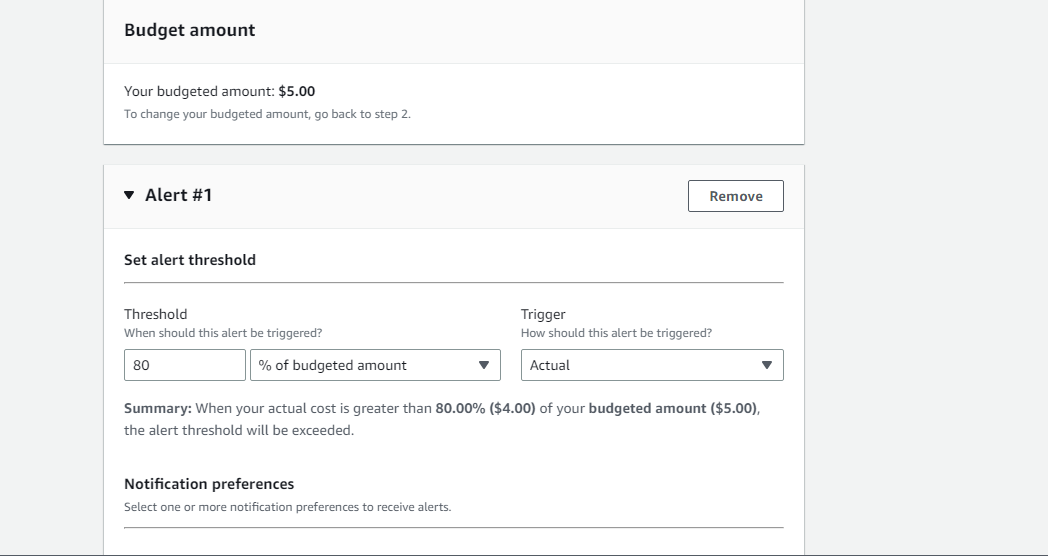 Budget amount
Your budgeted amount: $5.00
To change your budgeted amount, go back to step 2.
Alert #1
Remove
Set alert threshold
Threshold
When should this alert be triggered?
80
% of budgeted amount
Trigger
How should this alert be triggered?
Actual
Summary: When your actual cost is greater than 80.00% ($4.00) of your budgeted amount ($5.00),
the alert threshold will be exceeded.
Notification preferences
Select one or more notification preferences to receive alerts.